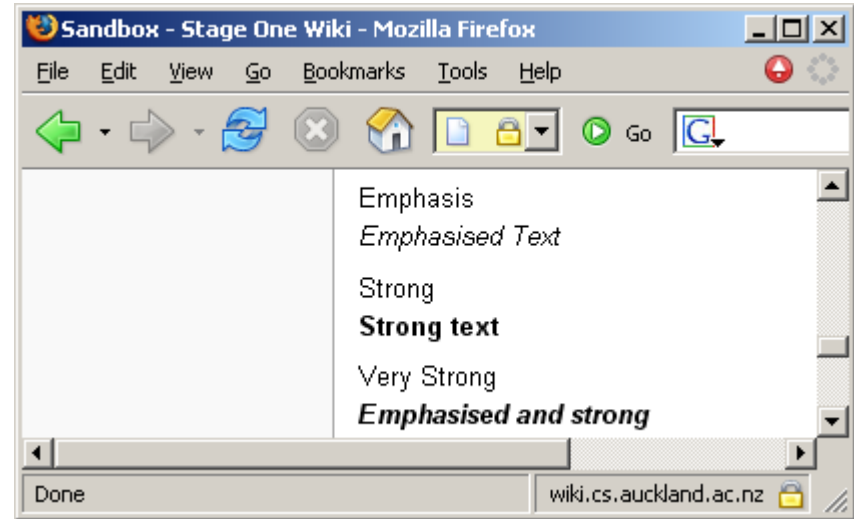 Sandbox - Stage One Wiki - Mozilla Firefox
File Edit View Go Bookmarks Tools Help
Go G
Emphasis
Emphasised Text
Strong
Strong text
Very Strong
Emphasised and strong
Done wiki.cs.auckland.ac.nz